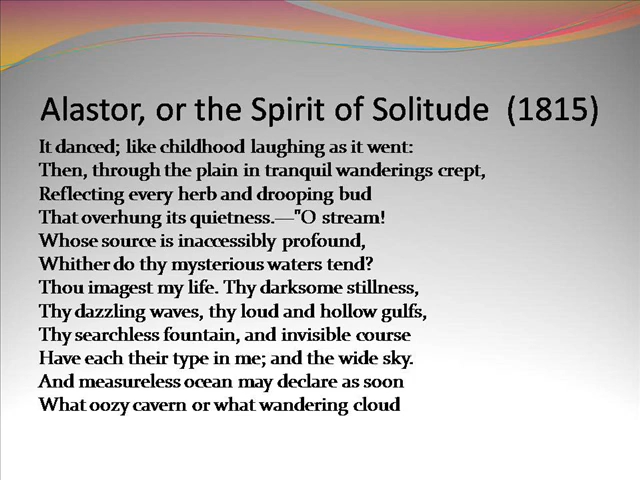 Alastor, or the Spirit of Solitude (1815)
It danced; like childhood laughing as it went:
Then, through the plain in tranquil wanderings crept,
Reflecting every herb and drooping bud
That overhung its quietness.—"O stream!
Whose source is inaccessibly profound,
Whither do thy mysterious waters tend?
Thou imagest my life. Thy darksome stillness,
Thy dazzling waves, thy loud and hollow gulfs,
Thy searchless fountain, and invisible course
Have each their type in me; and the wide sky.
And measureless ocean may declare as soon
What oozy cavern or what wandering cloud